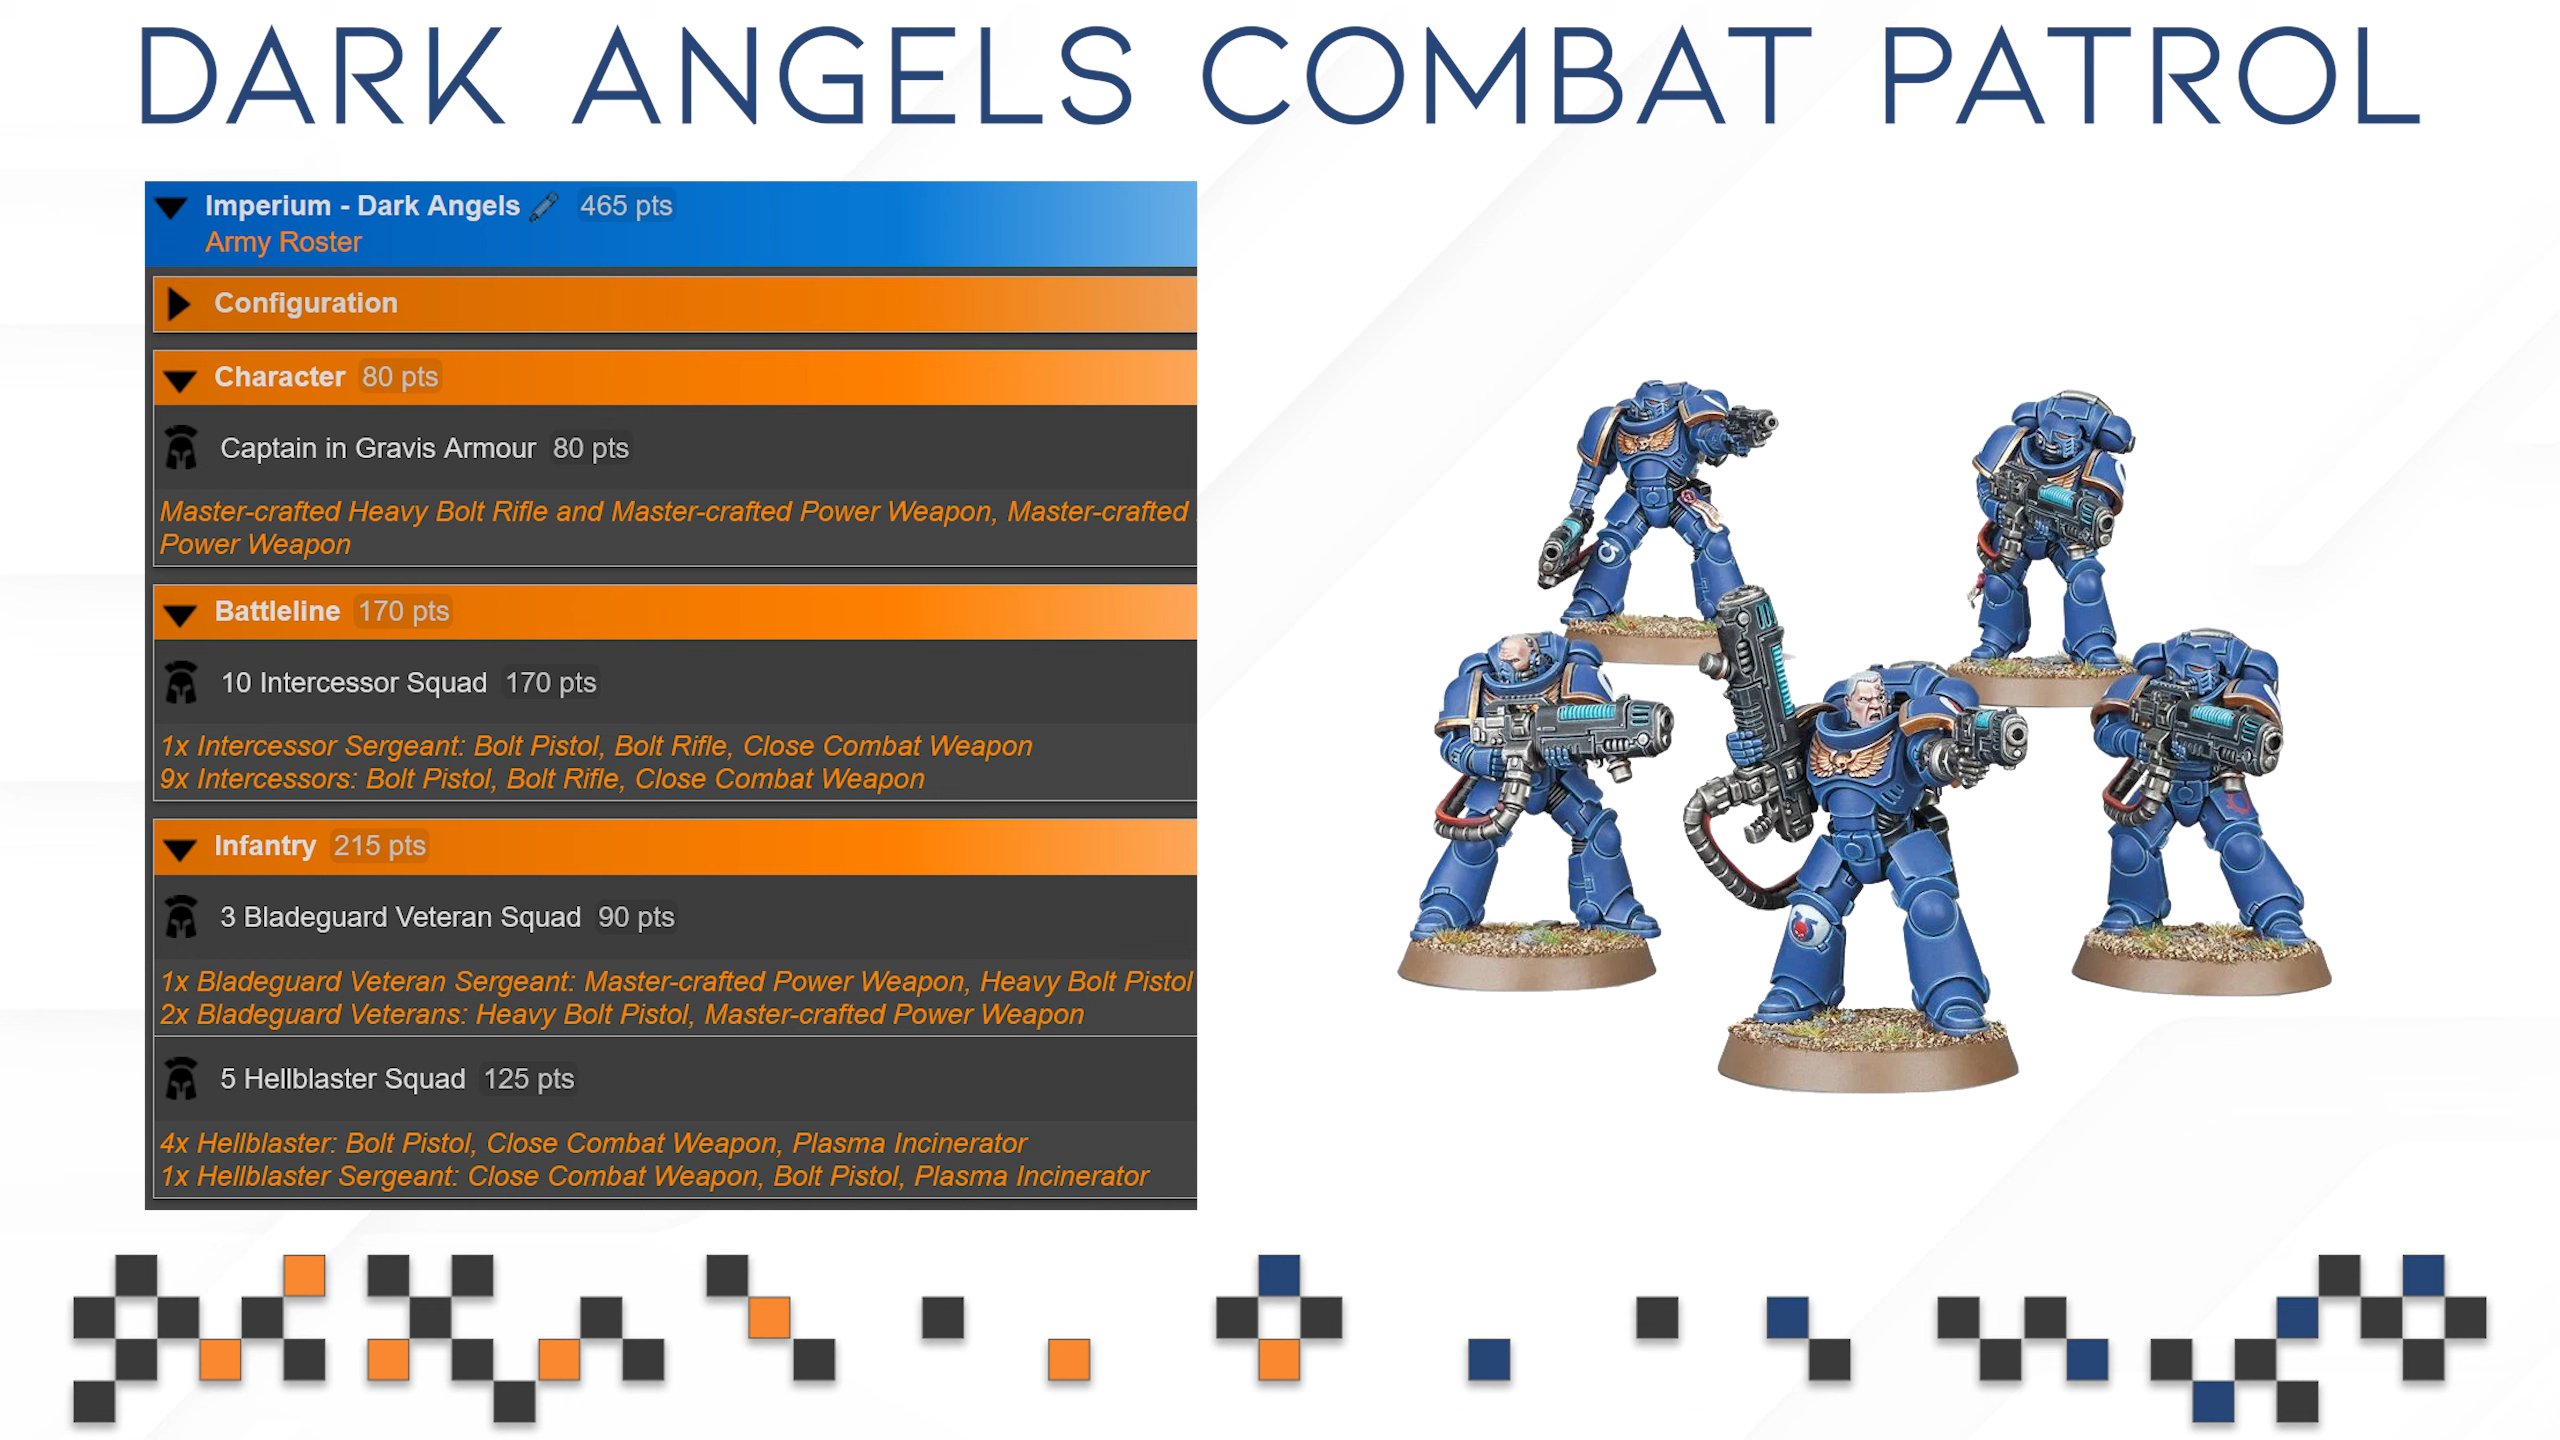 DARK ANGELS COMBAT PATROL
Imperium - Dark Angels 465 pts
Army Roster
Configuration
Character 80 pts
Captain in Gravis Armour 80 pts
Master-crafted Heavy Bolt Rifle and Master-crafted Power Weapon, Master-crafted
Power Weapon
Battleline 170 pts
10 Intercessor Squad 170 pts
1x Intercessor Sergeant: Bolt Pistol, Bolt Rifle, Close Combat Weapon
9x Intercessors: Bolt Pistol, Bolt Rifle, Close Combat Weapon
Infantry 215 pts
3 Bladeguard Veteran Squad 90 pts
1x Bladeguard Veteran Sergeant: Master-crafted Power Weapon, Heavy Bolt Pistol
2x Bladeguard Veterans: Heavy Bolt Pistol, Master-crafted Power Weapon
5 Hellblaster Squad 125 pts
4x Hellblaster: Bolt Pistol, Close Combat Weapon, Plasma Incinerator
1x Hellblaster Sergeant: Close Combat Weapon, Bolt Pistol, Plasma Incinerator